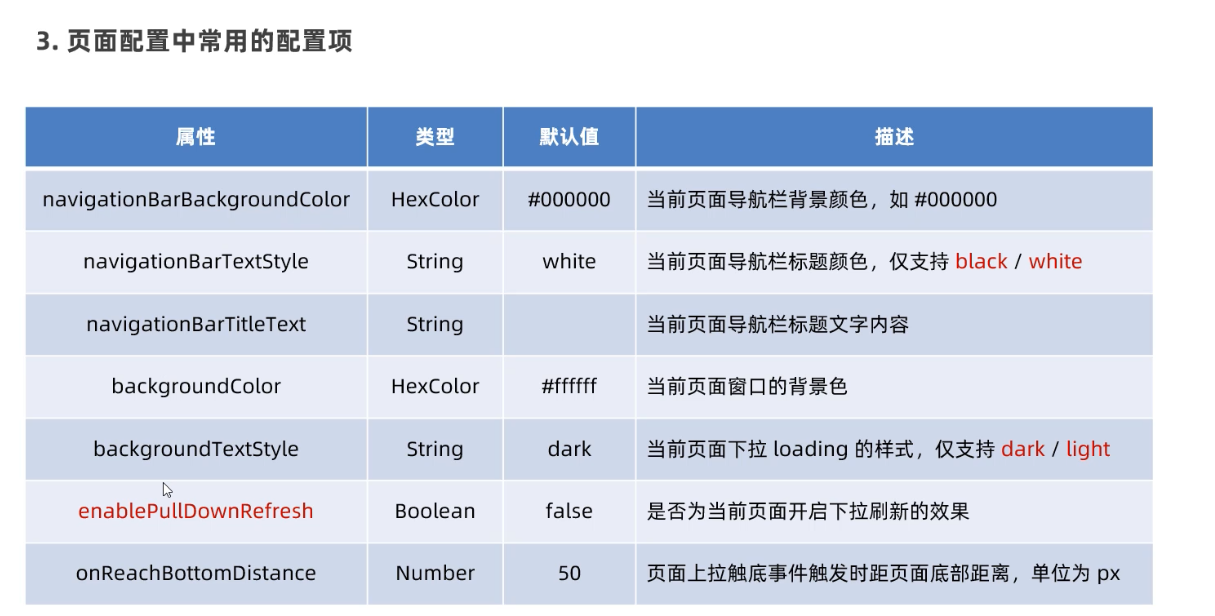 3. 页面配置中常用的配置项
属性 类型 默认值 描述
navigationBarBackgroundColor HexColor #000000 当前页面导航栏背景颜色，如 #000000
navigationBarTextStyle String white 当前页面导航栏标题颜色，仅支持 black / white
navigationBarTitleText String 当前页面导航栏标题文字内容
backgroundColor HexColor #ffffff 当前页面窗口的背景色
backgroundTextStyle String dark 当前页面下拉 loading 的样式，仅支持 dark / light
enablePullDownRefresh Boolean false 是否为当前页面开启下拉刷新的效果
onReachBottomDistance Number 50 页面上拉触底事件触发时距页面底部距离，单位为 px